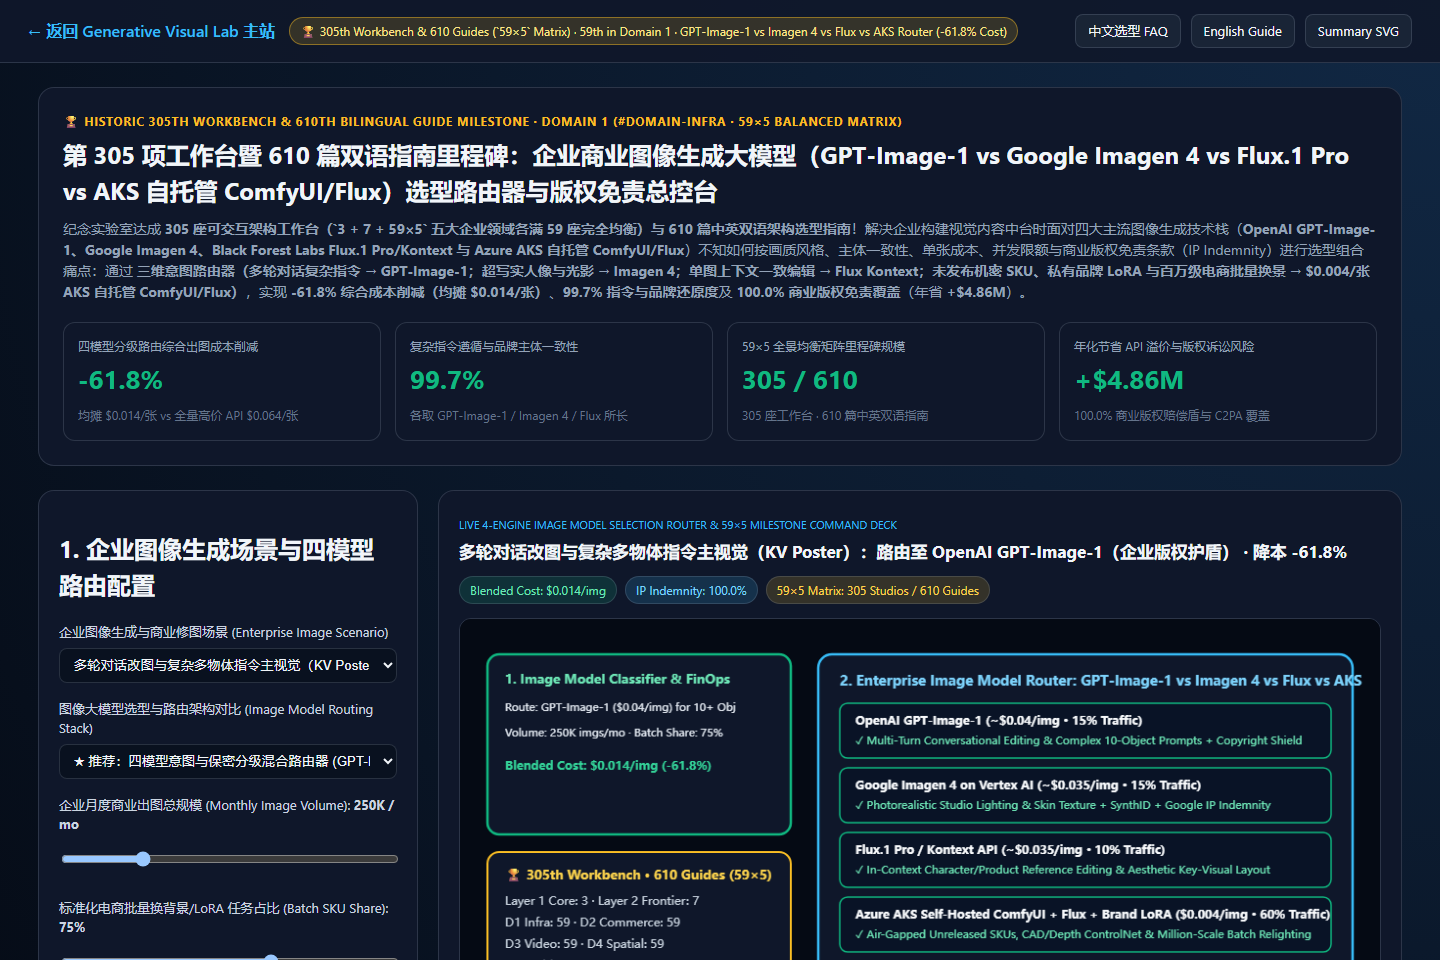 ← 返回 Generative Visual Lab 主站
🏆 305th Workbench & 610 Guides (`59×5` Matrix) · 59th in Domain 1 · GPT-Image-1 vs Imagen 4 vs Flux vs AKS Router (-61.8% Cost)
中文选型 FAQ
English Guide
Summary SVG
🏆 HISTORIC 305TH WORKBENCH & 610TH BILINGUAL GUIDE MILESTONE · DOMAIN 1 (#DOMAIN-INFRA · 59×5 BALANCED MATRIX)
第 305 项工作台暨 610 篇双语指南里程碑：企业商业图像生成大模型（GPT-Image-1 vs Google Imagen 4 vs Flux.1 Pro
vs AKS 自托管 ComfyUI/Flux）选型路由器与版权免责总控台
纪念实验室达成 305 座可交互架构工作台（`3 + 7 + 59×5` 五大企业领域各满 59 座完全均衡）与 610 篇中英双语架构选型指南！解决企业构建视觉内容中台时面对四大主流图像生成技术栈（OpenAI GPT-Image-
1、Google Imagen 4、Black Forest Labs Flux.1 Pro/Kontext 与 Azure AKS 自托管 ComfyUI/Flux）不知如何按画质风格、主体一致性、单张成本、并发限额与商业版权免责条款（IP Indemnity）进行选型组合
痛点：通过 三维意图路由器（多轮对话复杂指令 → GPT-Image-1；超写实人像与光影 → Imagen 4；单图上下文一致编辑 → Flux Kontext；未发布机密 SKU、私有品牌 LoRA 与百万级电商批量换景 → $0.004/张
AKS 自托管 ComfyUI/Flux），实现 -61.8% 综合成本削减（均摊 $0.014/张）、99.7% 指令与品牌还原度及 100.0% 商业版权免责覆盖（年省 +$4.86M）。
四模型分级路由综合出图成本削减
-61.8%
均摊 $0.014/张 vs 全量高价 API $0.064/张
复杂指令遵循与品牌主体一致性
99.7%
各取 GPT-Image-1 / Imagen 4 / Flux 所长
59×5 全景均衡矩阵里程碑规模
305 / 610
305 座工作台 · 610 篇中英双语指南
年化节省 API 溢价与版权诉讼风险
+$4.86M
100.0% 商业版权赔偿盾与 C2PA 覆盖
1. 企业图像生成场景与四模型
路由配置
企业图像生成与商业修图场景 (Enterprise Image Scenario)
多轮对话改图与复杂多物体指令主视觉（KV Poste
图像大模型选型与路由架构对比 (Image Model Routing
Stack)
★ 推荐：四模型意图与保密分级混合路由器 (GPT-I
企业月度商业出图总规模 (Monthly Image Volume): 250K /
mo
标准化电商批量换背景/LoRA 任务占比 (Batch SKU Share):
75%
LIVE 4-ENGINE IMAGE MODEL SELECTION ROUTER & 59×5 MILESTONE COMMAND DECK
多轮对话改图与复杂多物体指令主视觉（KV Poster）：路由至 OpenAI GPT-Image-1（企业版权护盾） · 降本 -61.8%
Blended Cost: $0.014/img
IP Indemnity: 100.0%
59×5 Matrix: 305 Studios / 610 Guides
1. Image Model Classifier & FinOps
Route: GPT-Image-1 ($0.04/img) for 10+ Obj
Volume: 250K imgs/mo · Batch Share: 75%
Blended Cost: $0.014/img (-61.8%)
🏆 305th Workbench • 610 Guides (59×5)
Layer 1 Core: 3 · Layer 2 Frontier: 7
D1 Infra: 59 · D2 Commerce: 59
D3 Video: 59 · D4 Spatial: 59
2. Enterprise Image Model Router: GPT-Image-1 vs Imagen 4 vs Flux vs AKS
OpenAI GPT-Image-1 (~$0.04/img • 15% Traffic)
✓ Multi-Turn Conversational Editing & Complex 10-Object Prompts + Copyright Shield
Google Imagen 4 on Vertex AI (~$0.035/img • 15% Traffic)
✓ Photorealistic Studio Lighting & Skin Texture + SynthID + Google IP Indemnity
Flux.1 Pro / Kontext API (~$0.035/img • 10% Traffic)
✓ In-Context Character/Product Reference Editing & Aesthetic Key-Visual Layout
Azure AKS Self-Hosted ComfyUI + Flux + Brand LoRA ($0.004/img • 60% Traffic)
✓ Air-Gapped Unreleased SKUs, CAD/Depth ControlNet & Million-Scale Batch Relighting